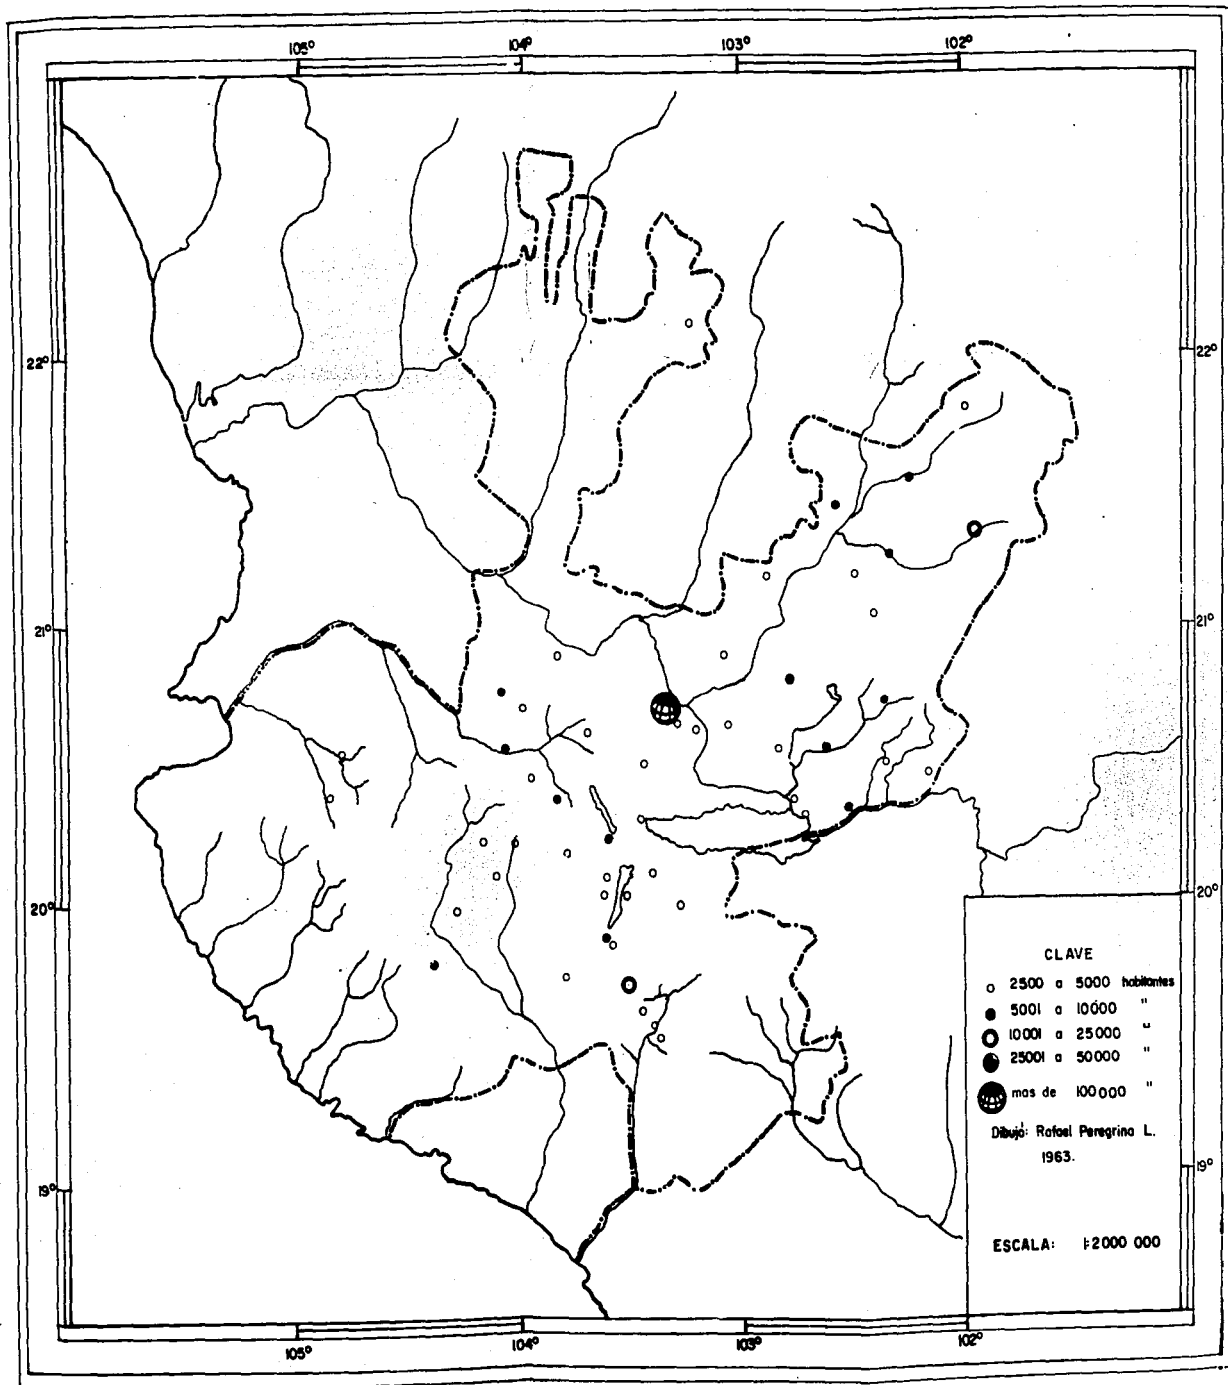 105° 104° 103° 102°
22° 22°
21° 21°
20° 20°
19° 19°
CLAVE
2500 a 5000 habitantes
5001 a 10000 "
10001 a 25000 "
25001 a 50000 "
mas de 100000 "
Dibujó: Rafael Peregrina L.
1963.
ESCALA: 1:2000 000
105° 104° 103° 102°